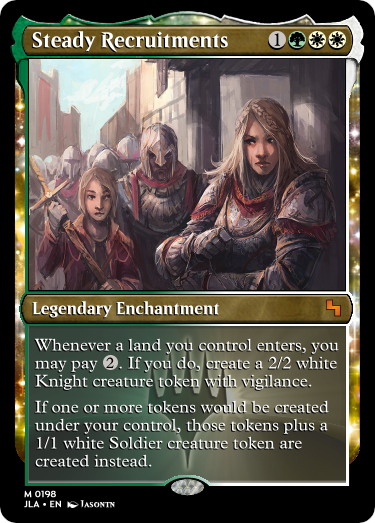 Steady Recruitments 1
Legendary Enchantment
Whenever a land you control enters, you
may pay 2. If you do, create a 2/2 white
Knight creature token with vigilance.
If one or more tokens would be created
under your control, those tokens plus a
1/1 white Soldier creature token are
created instead.
M 0198
JLA • EN Jasontn